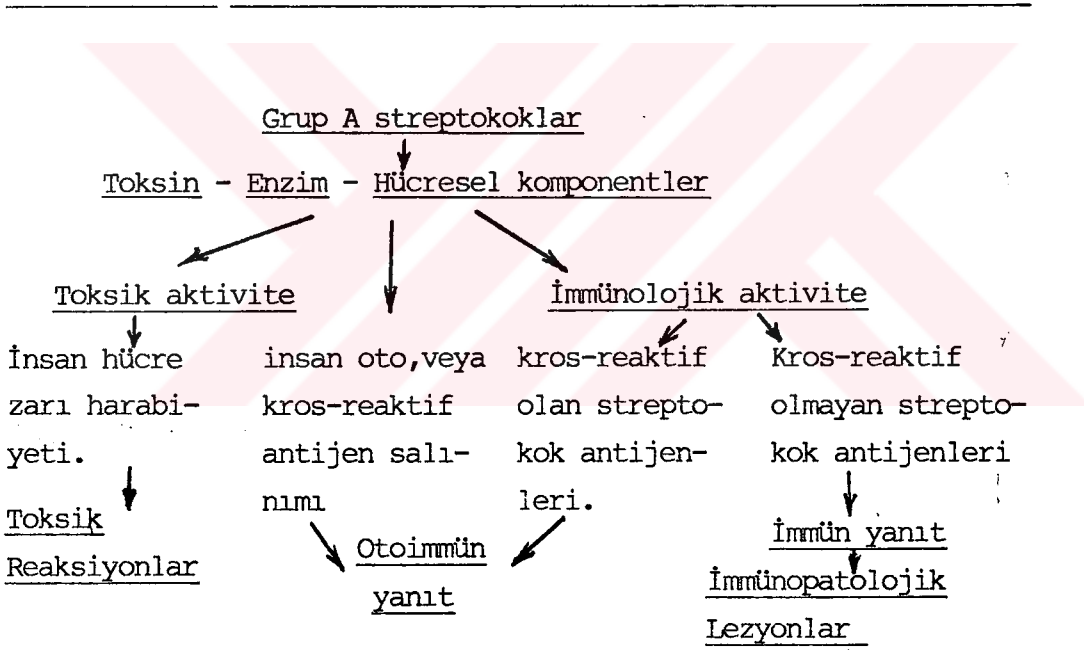 Grup A streptokoklar
Toksin - Enzim - Hücresel komponentler
Toksik aktivite
İmmünolojik aktivite
İnsan hücre
zarı harabi-
yeti.
Toksik
Reaksiyonlar
insan oto,veya
kros-reaktif
antijen salı-
nımı
kros-reaktif
olan strepto-
kok antijen-
leri.
Otoimmün
yanıt
Kros-reaktif
olmayan strepto-
kok antijenleri
İmmün yanıt
İmmünopatolojik
Lezyonlar